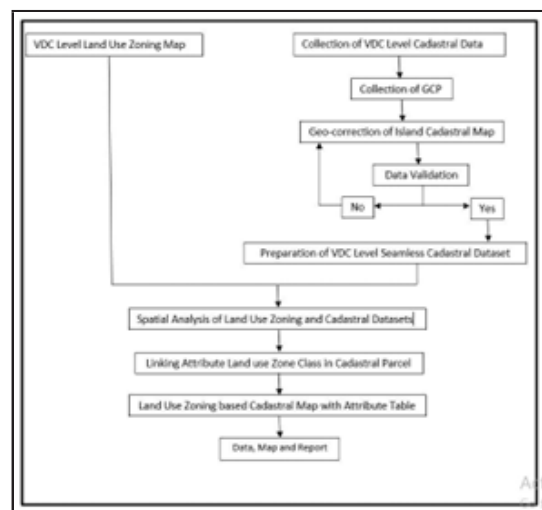 VDC Level Land Use Zoning Map
Collection of VDC Level Cadastral Data
Collection of GCP
Geo-correction of Island Cadastral Map
Data Validation
No
Yes
Preparation of VDC Level Seamless Cadastral Dataset
Spatial Analysis of Land Use Zoning and Cadastral Datasets
Linking Attribute Land use Zone Class in Cadastral Parcel
Land Use Zoning based Cadastral Map with Attribute Table
Data, Map and Report